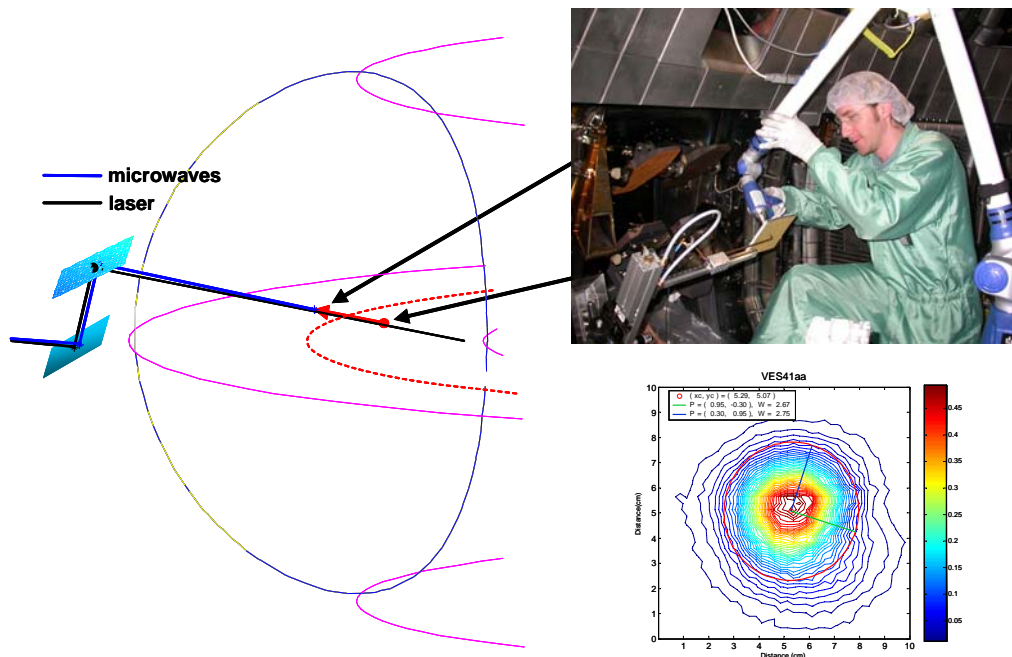 microwaves
laser
VES41aa
( xc, yc ) = ( 5.29, 5.07 )
P = ( 0.95, -0.30 ), W = 2.67
P = ( 0.30, 0.95 ), W = 2.75
Distance(cm)
10
9
8
7
6
5
4
3
2
1
0
1 2 3 4 5 6 7 8 9 10
Distance (cm)
0.45
0.4
0.35
0.3
0.25
0.2
0.15
0.1
0.05